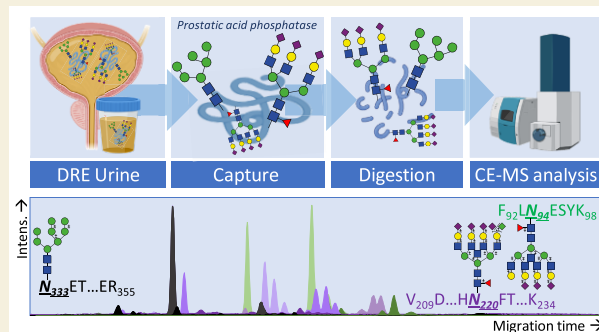 Prostatic acid phosphatase
DRE Urine
Capture
Digestion
CE-MS analysis
Intens. →
F92LN94ESYK98
N333ET...ER355
V209D...HN220FT...K234
Migration time →